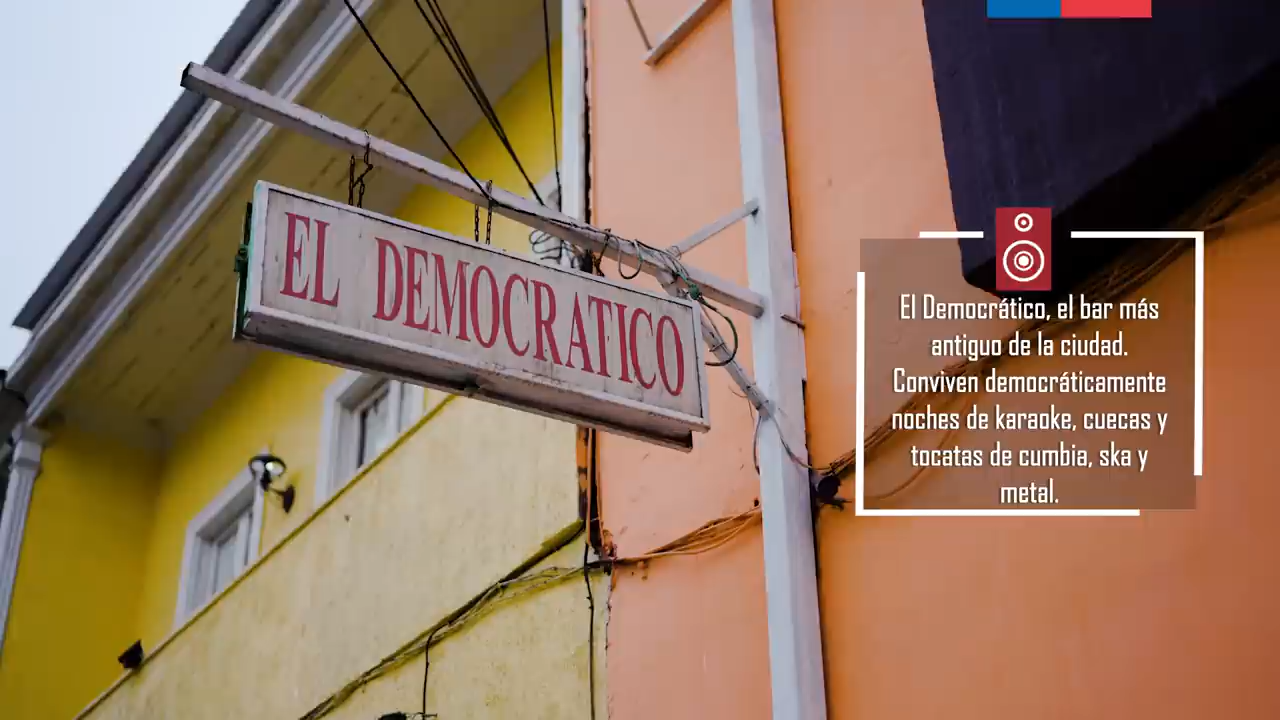 EL DEMOCRATICO
El Democrático, el bar más
antiguo de la ciudad.
Conviven democráticamente
noches de karaoke, cuecas y
tocatas de cumbia, ska y
metal.